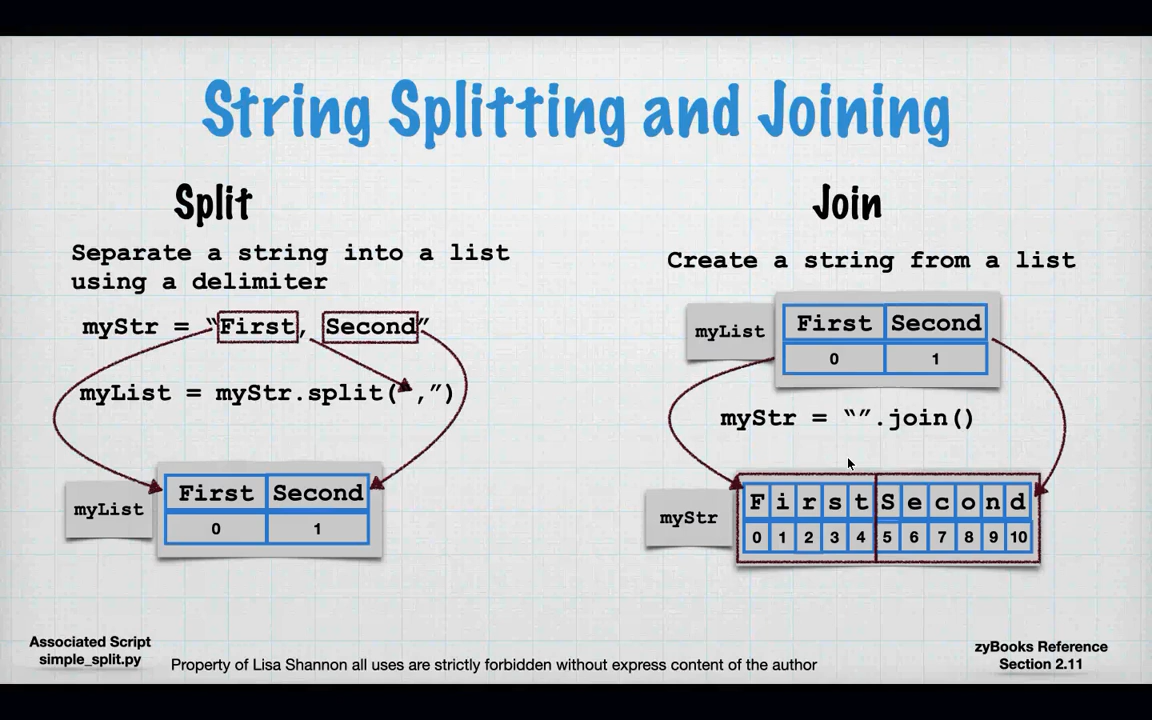 String Splitting and Joining
Split
Separate a string into a list
using a delimiter
myStr = “First, Second”
myList = myStr.split(“,”)
myList
First Second
0 1
Join
Create a string from a list
myList
First Second
0 1
myStr = “”.join()
myStr
F i r s t S e c o n d
0 1 2 3 4 5 6 7 8 9 10
Associated Script
simple_split.py
Property of Lisa Shannon all uses are strictly forbidden without express content of the author
zyBooks Reference
Section 2.11